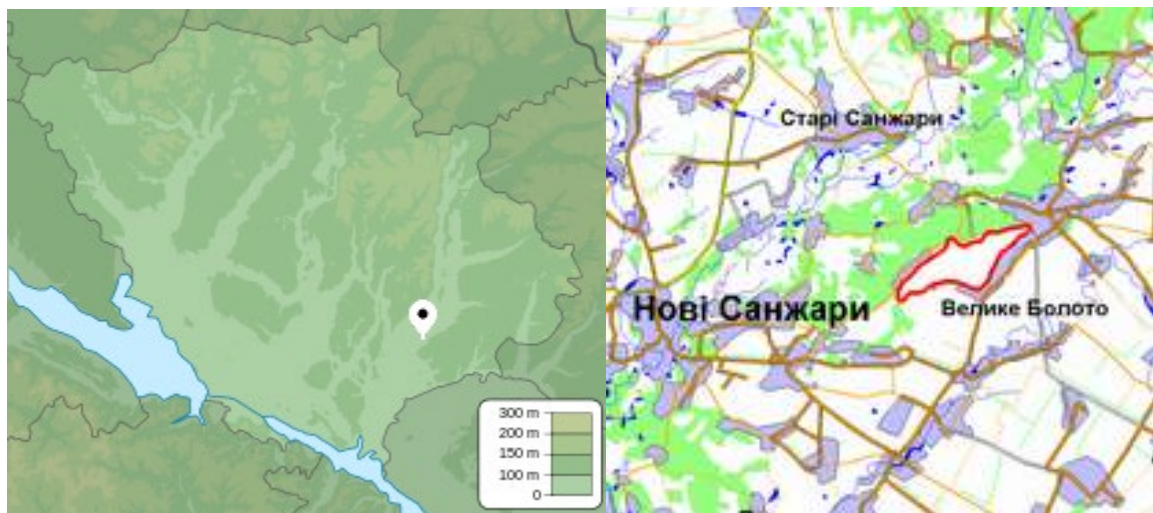 300 m
200 m
150 m
100 m
0
Старі Санжари
Нові Санжари
Велике Болото